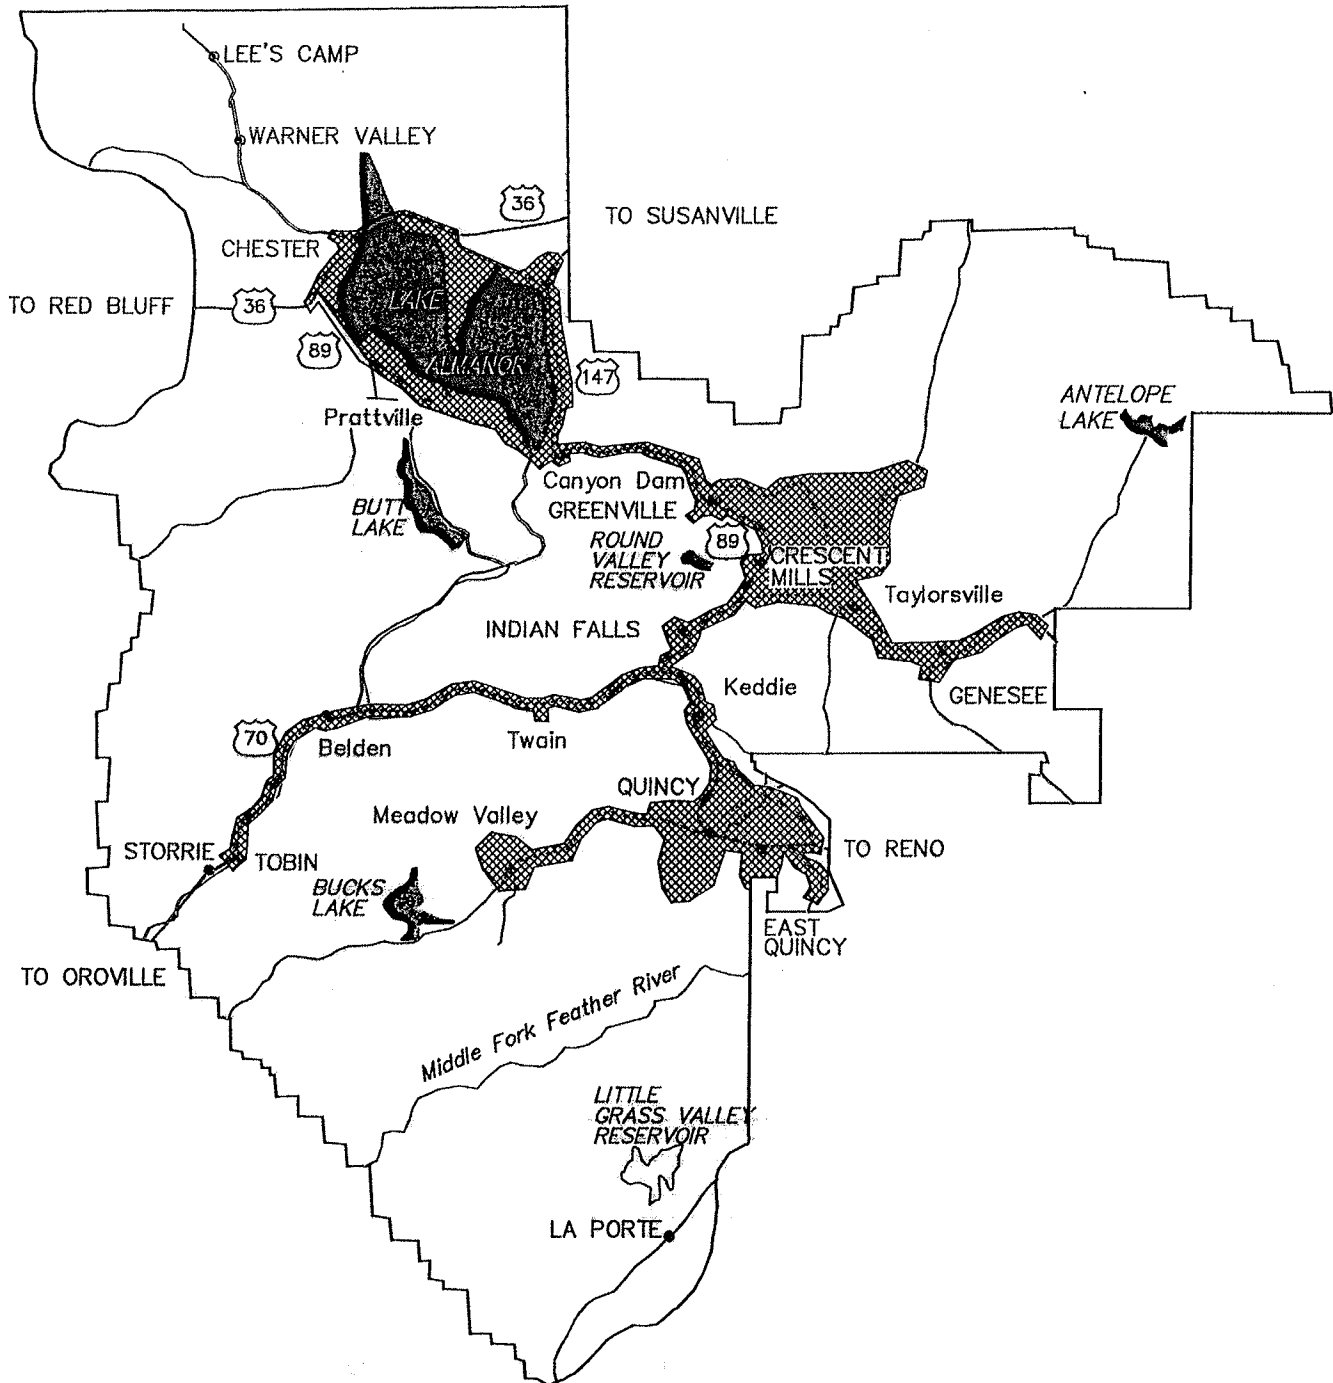 LEE'S CAMP
WARNER VALLEY
36
TO SUSANVILLE
CHESTER
TO RED BLUFF
36
LAKE
ALMANOR
89
147
Prattville
ANTELOPE
LAKE
Canyon Dam
GREENVILLE
BUTT
LAKE
ROUND
VALLEY
RESERVOIR
89
CRESCENT
MILLS
Taylorsville
INDIAN FALLS
Keddie
GENESEE
70
Belden
Twain
QUINCY
Meadow Valley
STORRIE
TOBIN
TO RENO
BUCKS
LAKE
EAST
QUINCY
TO OROVILLE
Middle Fork Feather River
LITTLE
GRASS VALLEY
RESERVOIR
LA PORTE